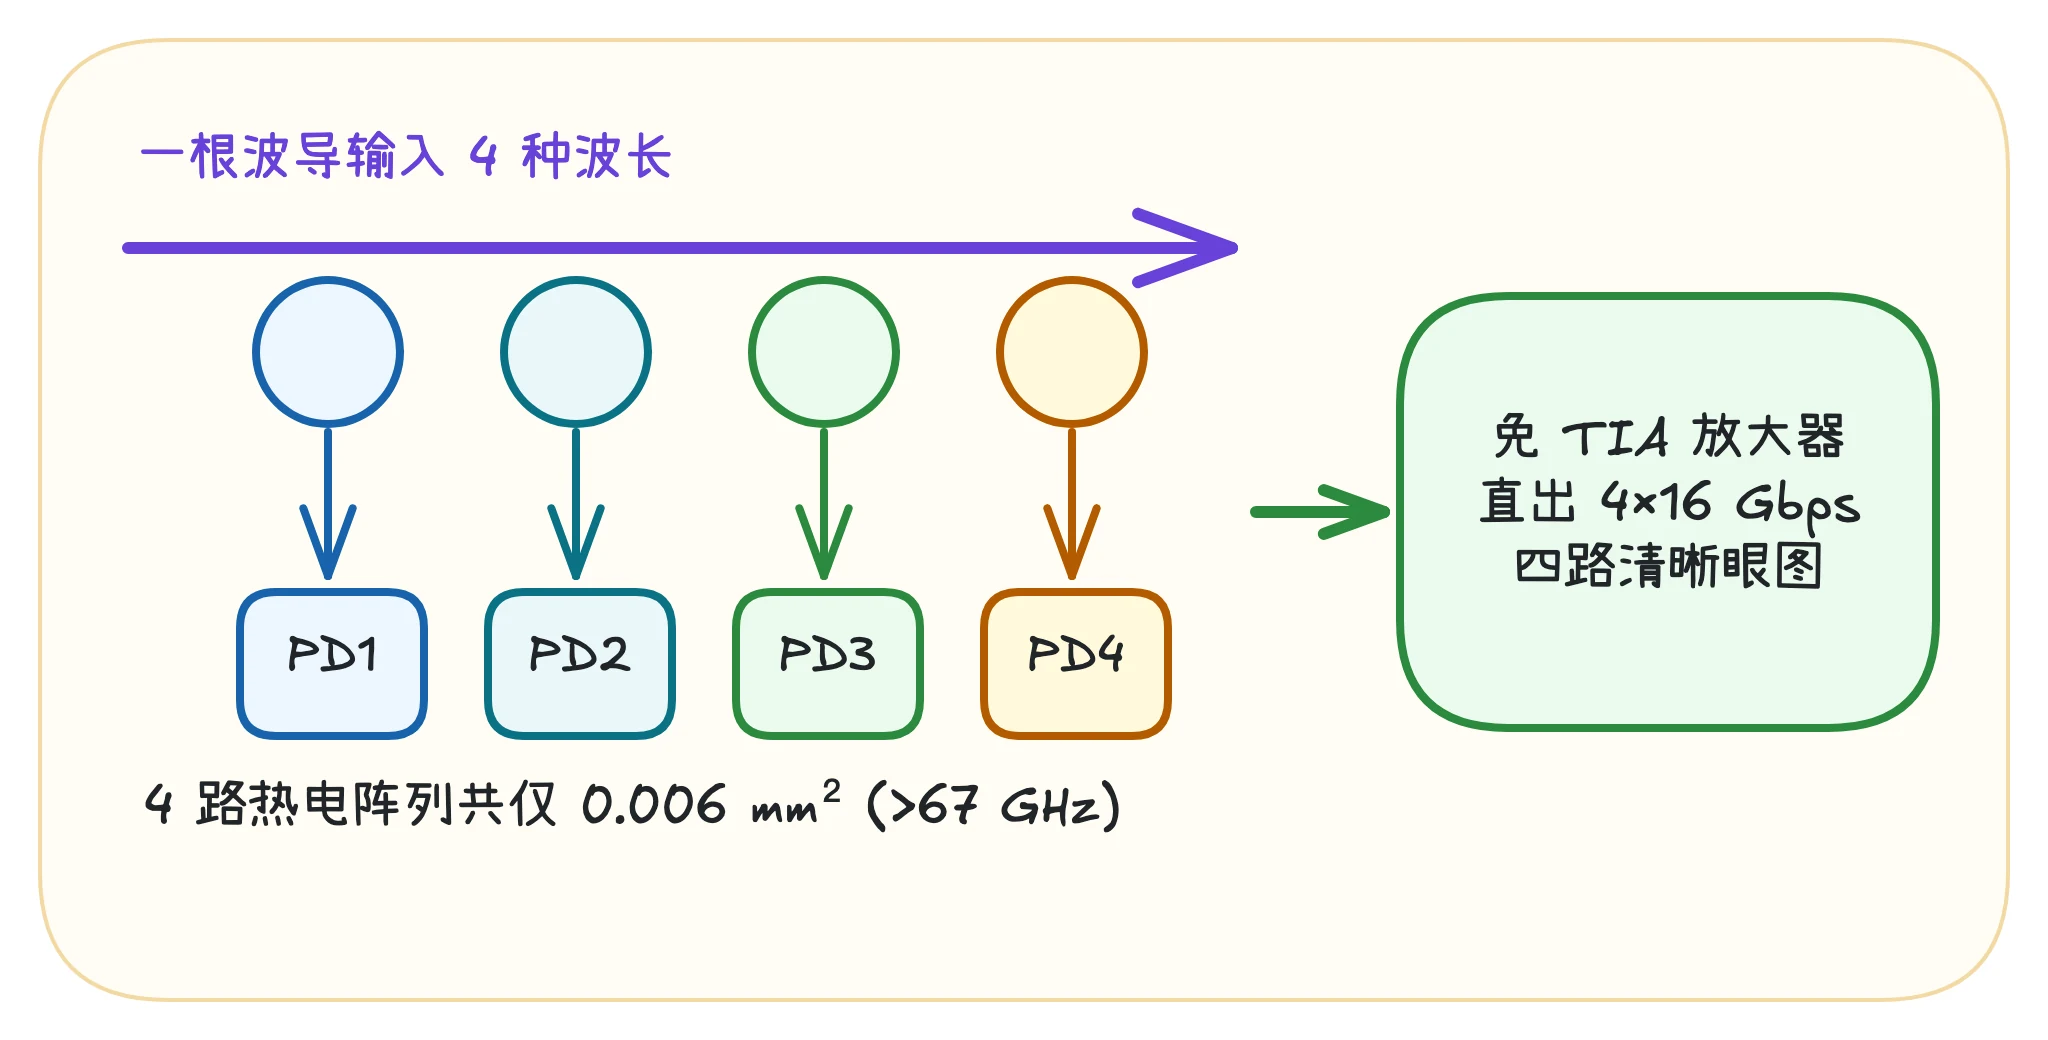 一根波导输入 4 种波长
免 TIA 放大器
直出 4×16 Gbps
四路清晰眼图
PD1
PD2
PD3
PD4
4 路热电阵列共仅 0.006 mm² (>67 GHz)